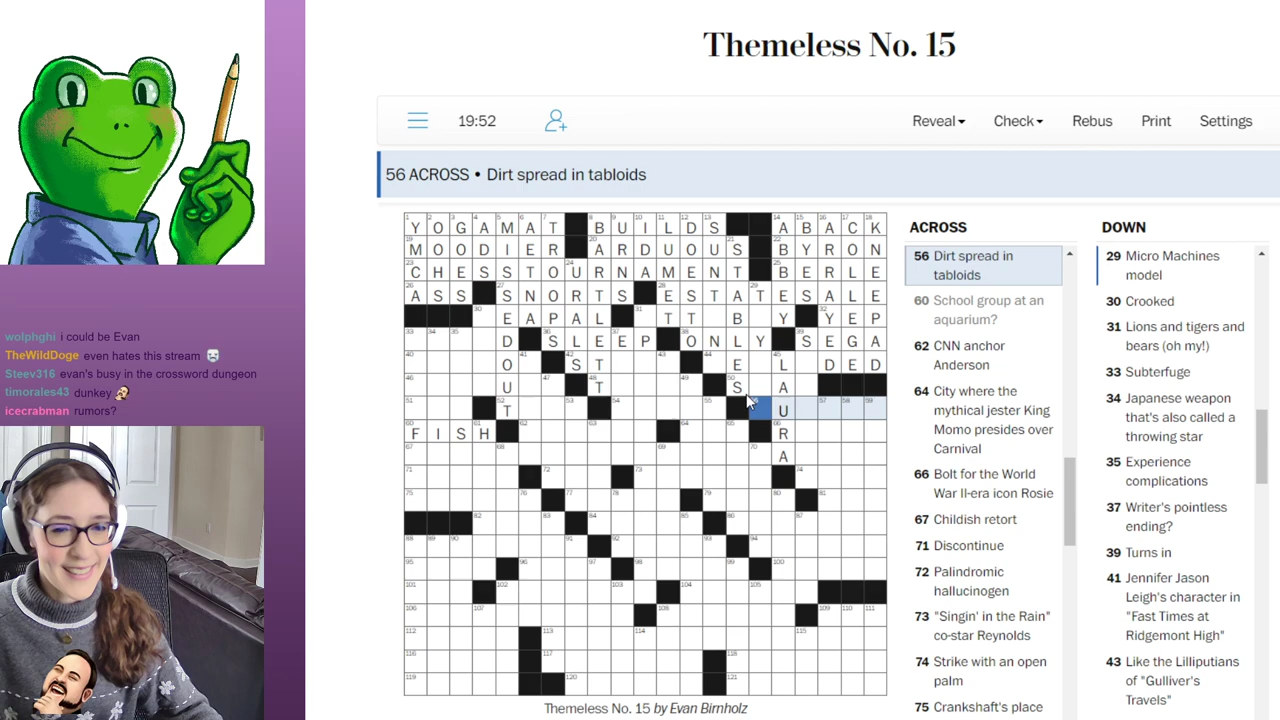 Themeless No. 15
19:52
Reveal Check Rebus Print Settings
56 ACROSS • Dirt spread in tabloids
wolphghi i could be Evan
TheWildDoge even hates this stream
Steev316 evan's busy in the crossword dungeon
timorales43 dunkey
icecrabman rumors?
YOGAMAT BUILDS ABACK
MOODIER ARDUOUS BYRON
CHESSTOURNAMENT BERLE
ASS SNORTS ESTATESALE
EAPAL TT B Y YEP
D SLEEP ONLY SEGA
O ST E L DED
U T S A
T U
FISH R
A
ACROSS
56 Dirt spread in tabloids
60 School group at an aquarium?
62 CNN anchor Anderson
64 City where the mythical jester King Momo presides over Carnival
66 Bolt for the World War II-era icon Rosie
67 Childish retort
71 Discontinue
72 Palindromic hallucinogen
73 "Singin' in the Rain" co-star Reynolds
74 Strike with an open palm
75 Crankshaft's place
DOWN
29 Micro Machines model
30 Crooked
31 Lions and tigers and bears (oh my!)
33 Subterfuge
34 Japanese weapon that's also called a throwing star
35 Experience complications
37 Writer's pointless ending?
39 Turns in
41 Jennifer Jason Leigh's character in "Fast Times at Ridgemont High"
43 Like the Lilliputians of "Gulliver's Travels"
Themeless No. 15 by Evan Birnholz